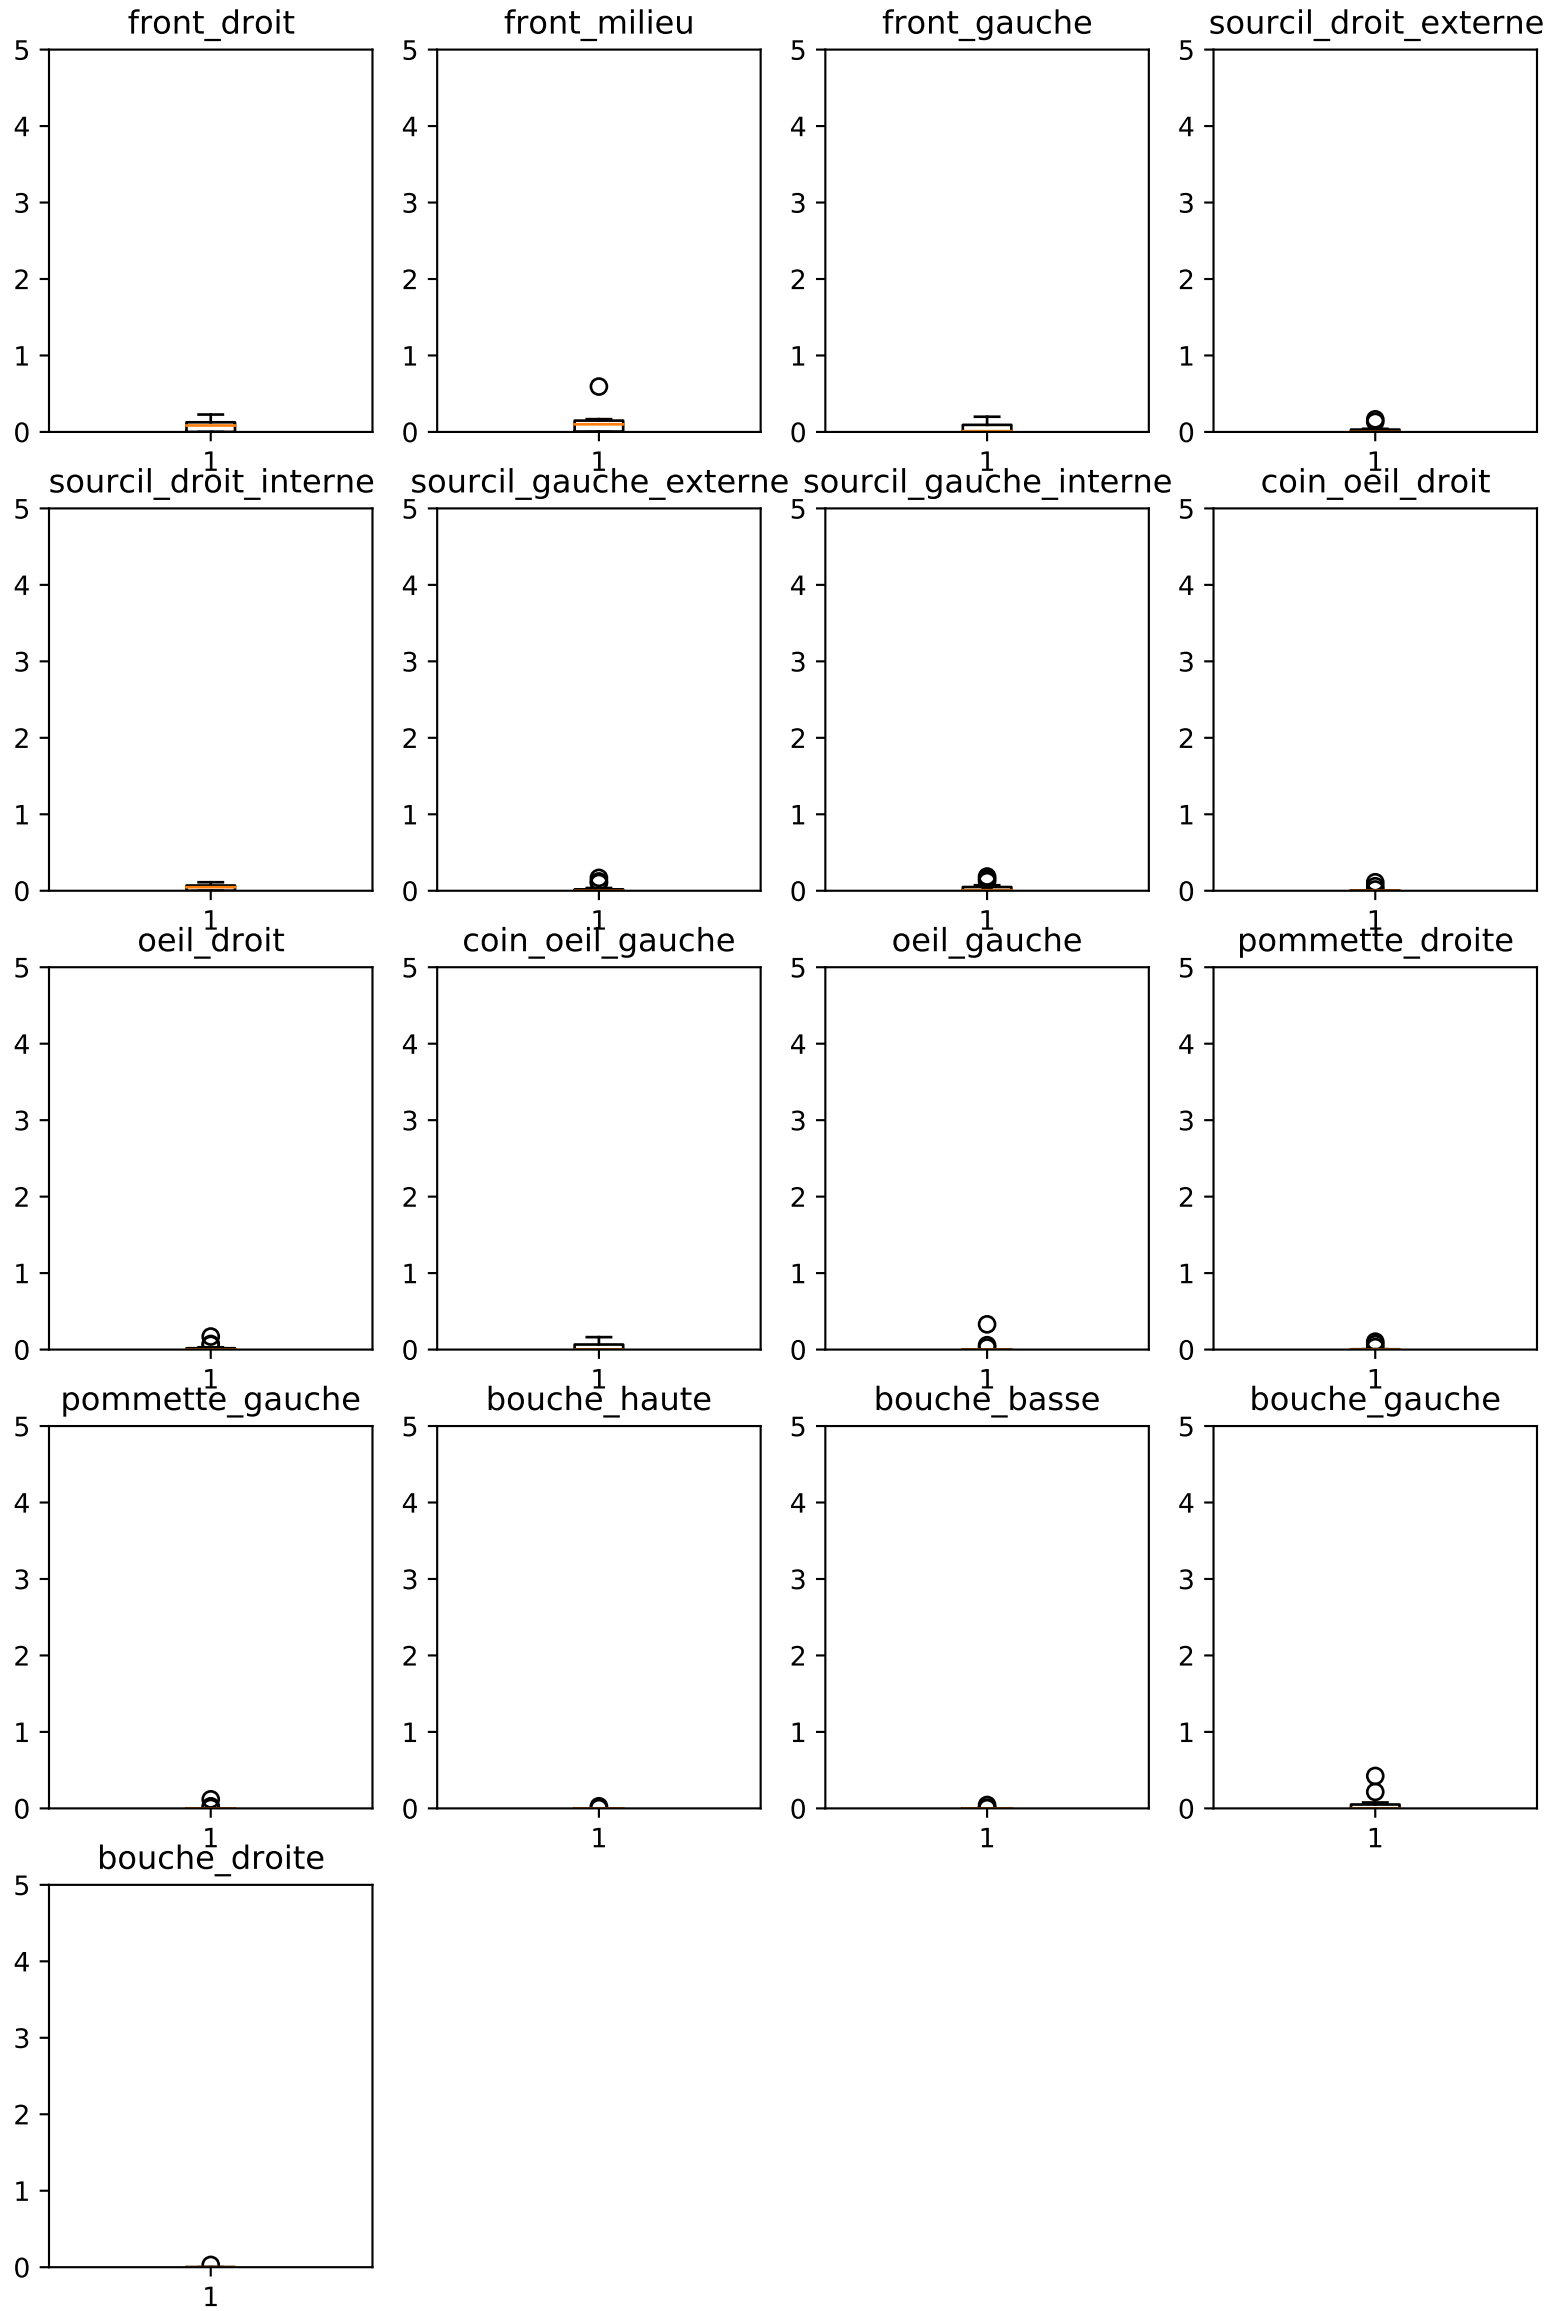 front_droit front_milieu front_gauche sourcil_droit_externe
5 5 5 5
4 4 4 4
3 3 3 3
2 2 2 2
1 1 1 1
0 0 0 0
1 1 1 1
sourcil_droit_interne sourcil_gauche_externe sourcil_gauche_interne coin_oeil_droit
5 5 5 5
4 4 4 4
3 3 3 3
2 2 2 2
1 1 1 1
0 0 0 0
1 1 1 1
oeil_droit coin_oeil_gauche oeil_gauche pommette_droite
5 5 5 5
4 4 4 4
3 3 3 3
2 2 2 2
1 1 1 1
0 0 0 0
1 1 1 1
pommette_gauche bouche_haute bouche_basse bouche_gauche
5 5 5 5
4 4 4 4
3 3 3 3
2 2 2 2
1 1 1 1
0 0 0 0
1 1 1 1
bouche_droite
5
4
3
2
1
0
1